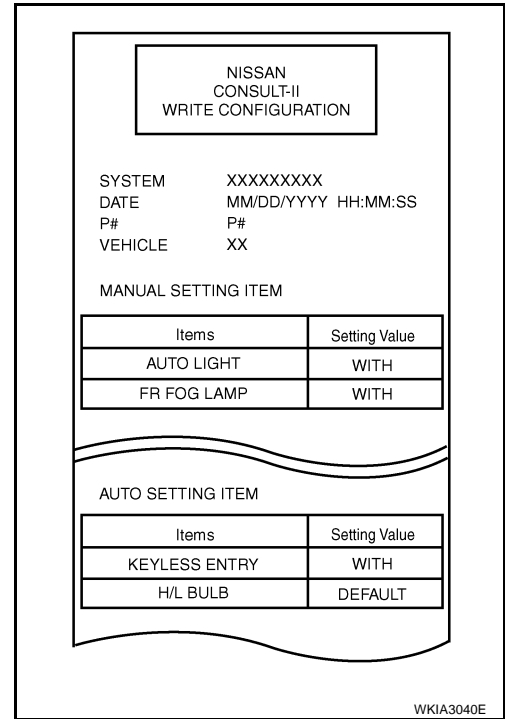 NISSAN
CONSULT-II
WRITE CONFIGURATION
SYSTEM XXXXXXXXX
DATE MM/DD/YYYY HH:MM:SS
P# P#
VEHICLE XX
MANUAL SETTING ITEM
Items Setting Value
AUTO LIGHT WITH
FR FOG LAMP WITH
AUTO SETTING ITEM
Items Setting Value
KEYLESS ENTRY WITH
H/L BULB DEFAULT
WKIA3040E